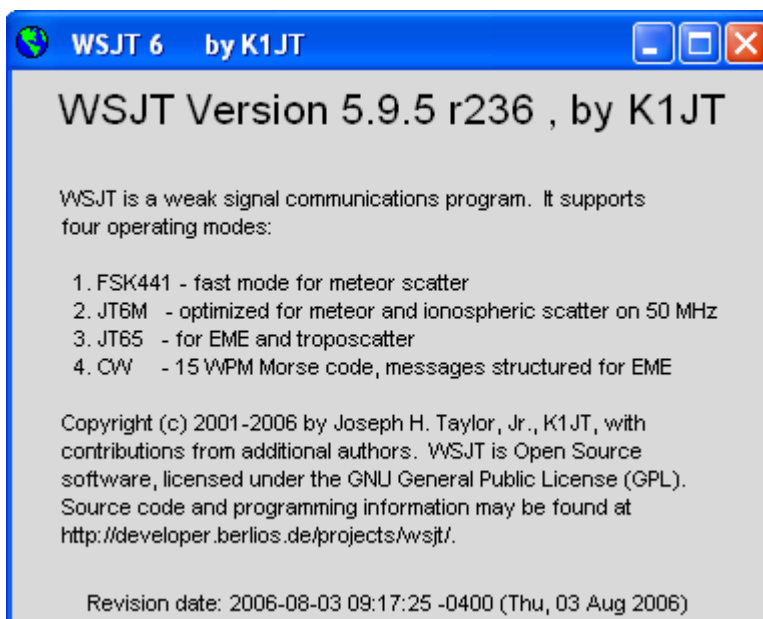 WSJT 6 by K1JT
WSJT Version 5.9.5 r236 , by K1JT
WSJT is a weak signal communications program. It supports
four operating modes:
1. FSK441 - fast mode for meteor scatter
2. JT6M - optimized for meteor and ionospheric scatter on 50 MHz
3. JT65 - for EME and troposcatter
4. CW - 15 WPM Morse code, messages structured for EME
Copyright (c) 2001-2006 by Joseph H. Taylor, Jr., K1JT, with
contributions from additional authors. WSJT is Open Source
software, licensed under the GNU General Public License (GPL).
Source code and programming information may be found at
http://developer.berlios.de/projects/wsjt/.
Revision date: 2006-08-03 09:17:25 -0400 (Thu, 03 Aug 2006)